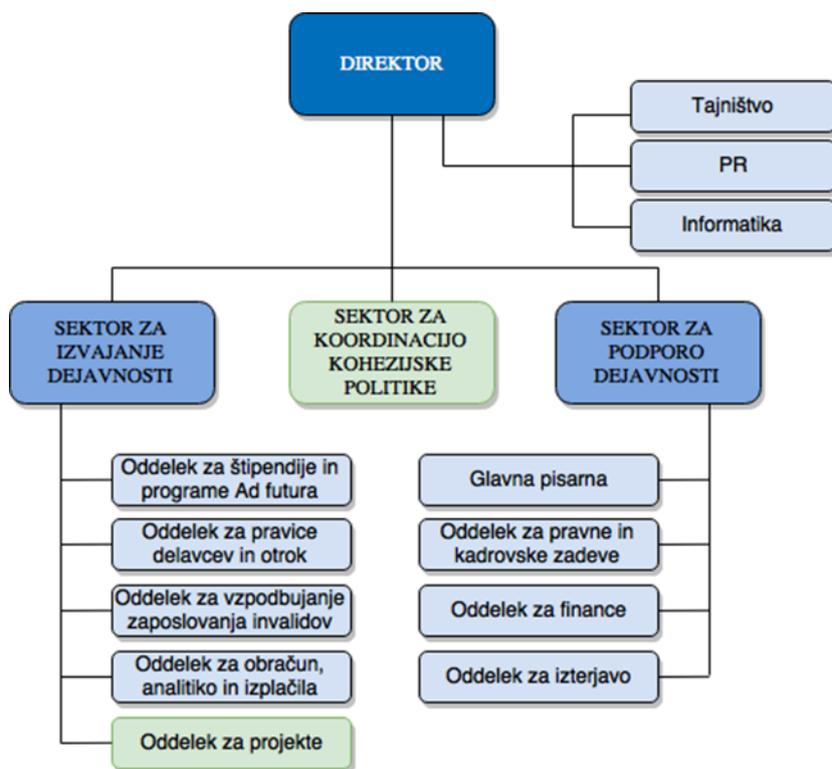 DIREKTOR
Tajništvo
PR
Informatika
SEKTOR ZA
IZVAJANJE
DEJAVNOSTI
SEKTOR ZA
KOORDINACIJO
KOHEZIJSKE
POLITIKE
SEKTOR ZA
PODPORO
DEJAVNOSTI
Oddelek za štipendije in
programe Ad futura
Oddelek za pravice
delavcev in otrok
Oddelek za vzpodbujanje
zaposlovanja invalidov
Oddelek za obračun,
analitiko in izplačila
Oddelek za projekte
Glavna pisarna
Oddelek za pravne in
kadrovske zadeve
Oddelek za finance
Oddelek za izterjavo